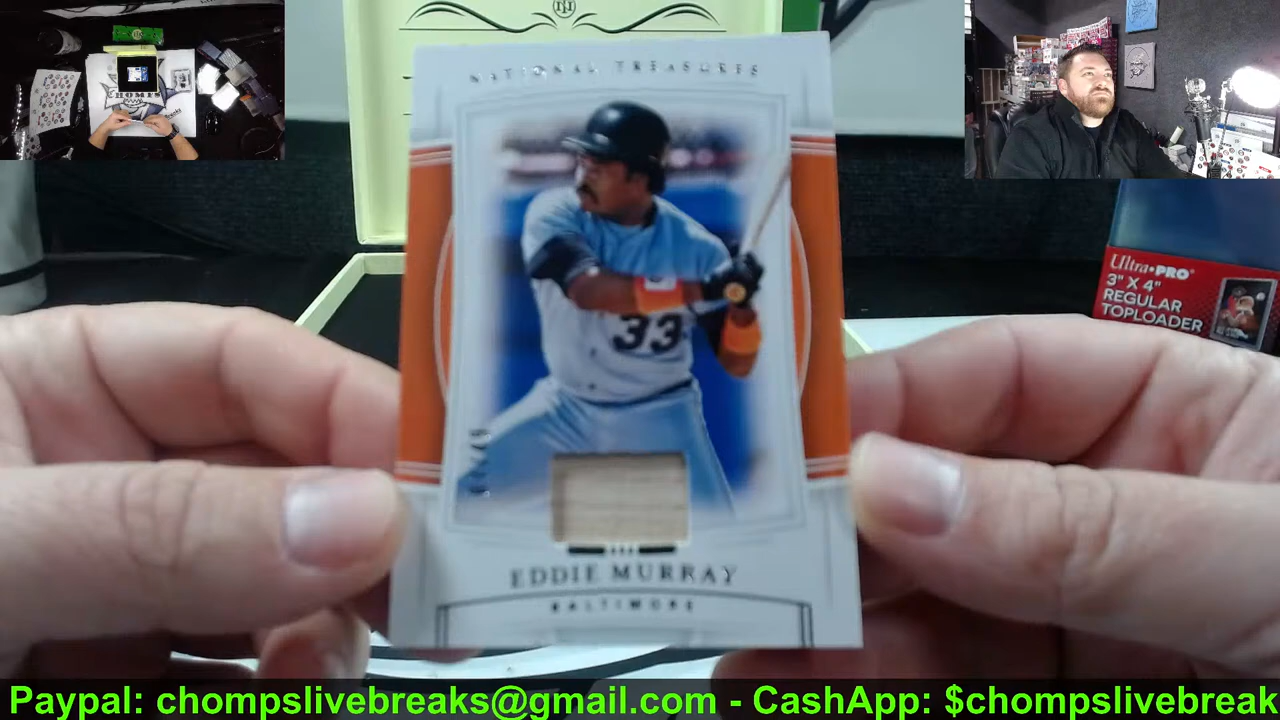 NATIONAL TREASURES
33
EDDIE MURRAY
BALTIMORE
Ultra•PRO®
3" X 4"
REGULAR
TOPLOADER
Paypal: chompslivebreaks@gmail.com - CashApp: $chompslivebreak